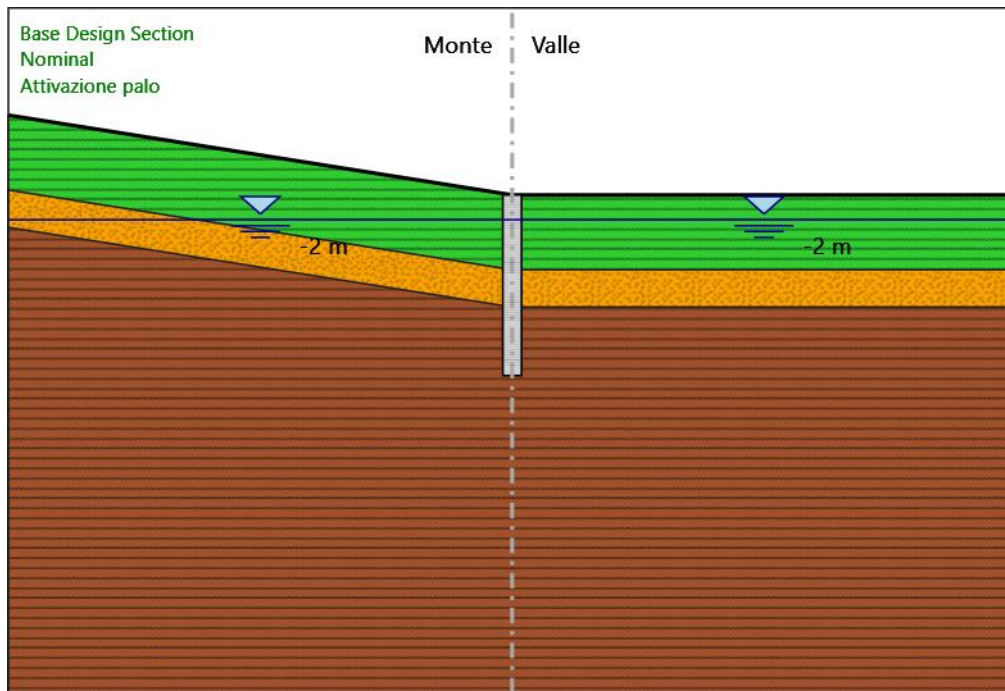 Base Design Section
Nominal
Attivazione palo
Monte
Valle
-2 m
-2 m